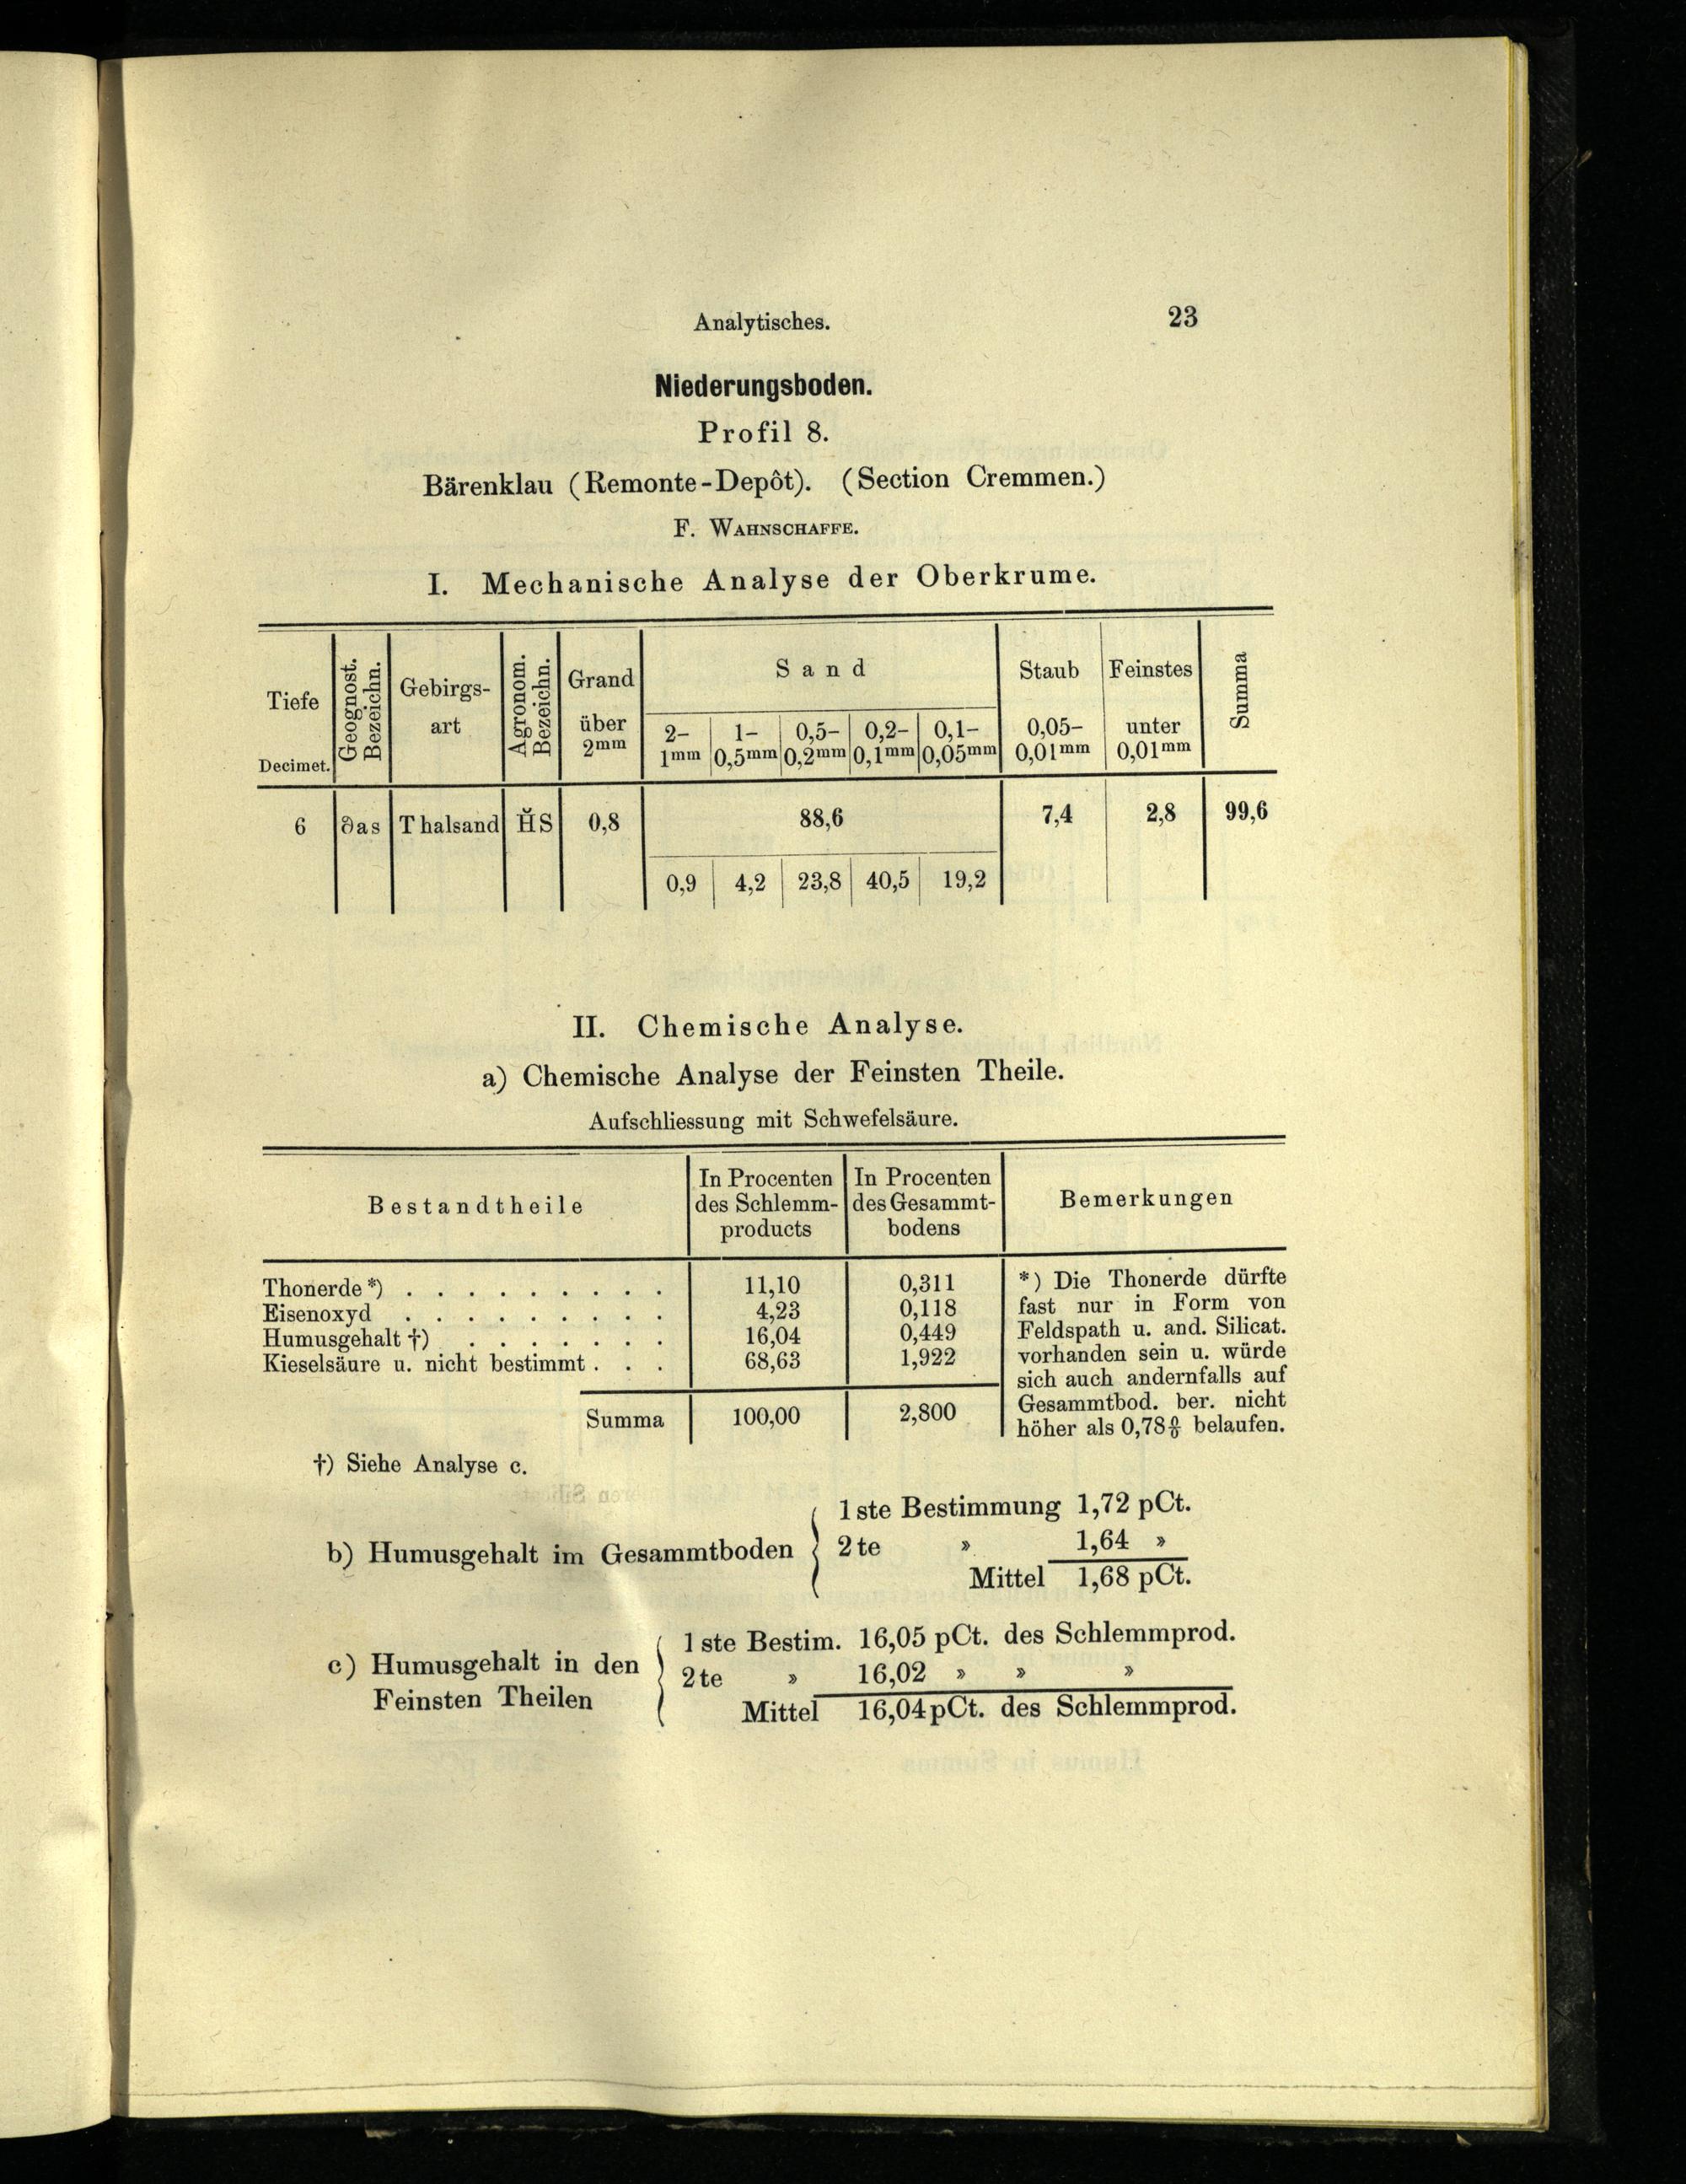 Analytisches. 23
Niederungsboden.
Profil 8.
Bärenklau (Remonte-Depôt). (Section Cremmen.)
F. WAHNSCHAFFE.
I. Mechanische Analyse der Oberkrume.
Tiefe
Decimet.
Geognost.
Bezeichn.
Gebirgs-
art
Agronom.
Bezeichn.
Grand
über
2mm
Sand
2–
1mm
1–
0,5mm
0,5–
0,2mm
0,2–
0,1mm
0,1–
0,05mm
Staub
0,05–
0,01mm
Feinstes
unter
0,01mm
Summa
6 ∂as Thalsand H̆S 0,8 88,6 7,4 2,8 99,6
0,9 4,2 23,8 40,5 19,2
II. Chemische Analyse.
a) Chemische Analyse der Feinsten Theile.
Aufschliessung mit Schwefelsäure.
Bestandtheile
In Procenten
des Schlemm-
products
In Procenten
des Gesammt-
bodens
Bemerkungen
Thonerde *) . . . . . . . . . 11,10 0,311
Eisenoxyd . . . . . . . . . 4,23 0,118
Humusgehalt †) . . . . . . . 16,04 0,449
Kieselsäure u. nicht bestimmt . . . 68,63 1,922
Summa 100,00 2,800
*) Die Thonerde dürfte
fast nur in Form von
Feldspath u. and. Silicat.
vorhanden sein u. würde
sich auch andernfalls auf
Gesammtbod. ber. nicht
höher als 0,78% belaufen.
†) Siehe Analyse c.
b) Humusgehalt im Gesammtboden
1ste Bestimmung 1,72 pCt.
2te » 1,64 »
Mittel 1,68 pCt.
c) Humusgehalt in den
Feinsten Theilen
1ste Bestim. 16,05 pCt. des Schlemmprod.
2te » 16,02 » » »
Mittel 16,04 pCt. des Schlemmprod.